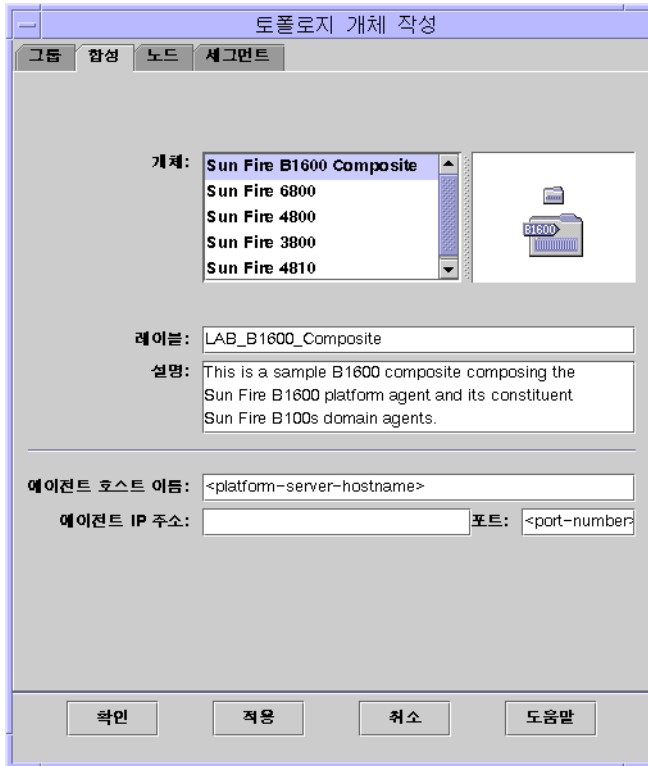 토폴로지 개체 작성
그룹 합성 노드 세그먼트
개체: Sun Fire B1600 Composite
Sun Fire 6800
Sun Fire 4800
Sun Fire 3800
Sun Fire 4810
B1600
레이블: LAB_B1600_Composite
설명: This is a sample B1600 composite composing the
Sun Fire B1600 platform agent and its constituent
Sun Fire B100s domain agents.
에이전트 호스트 이름: <platform-server-hostname>
에이전트 IP 주소: 포트: <port-number>
확인 적용 취소 도움말